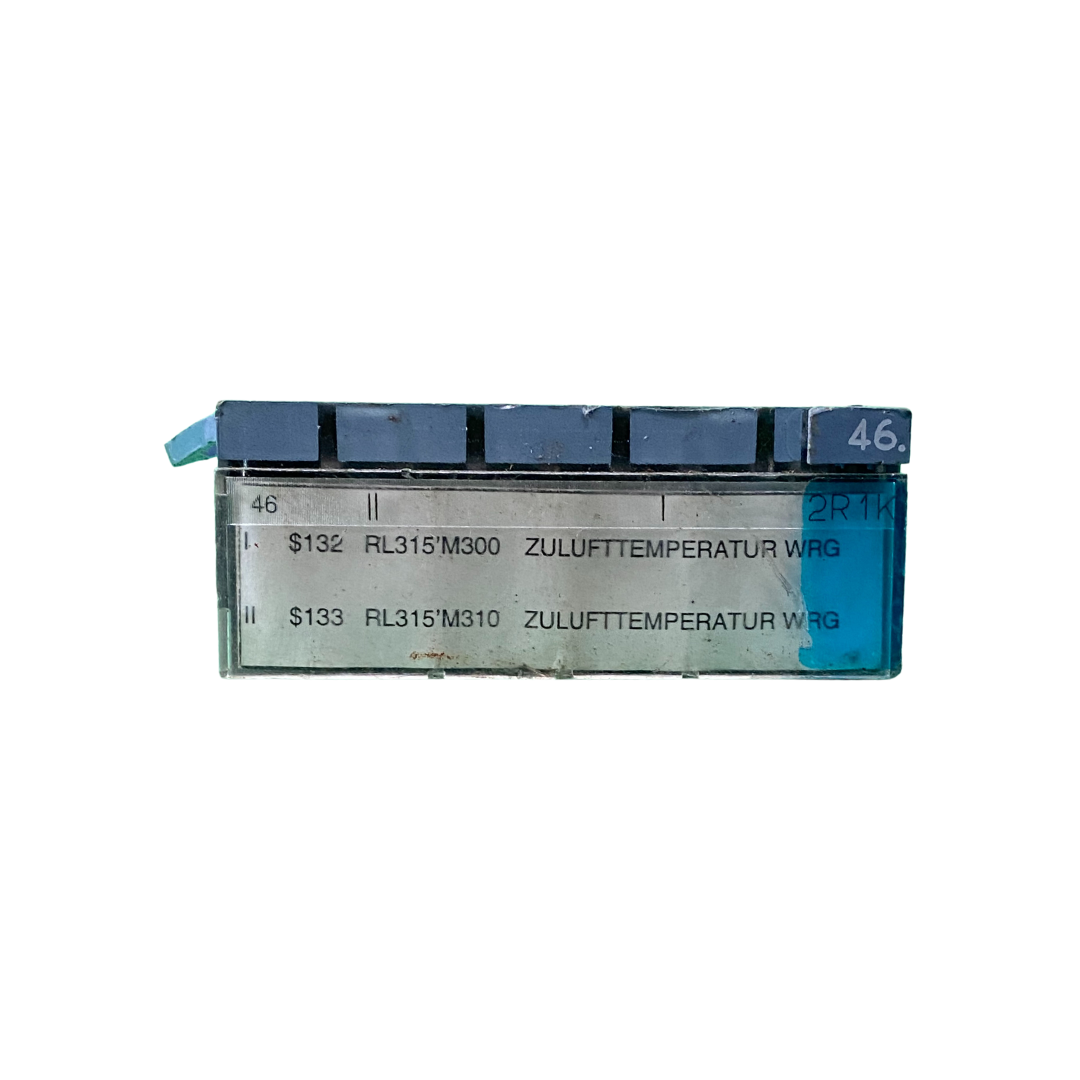 46.
46 II I 2R1K
I. $132 RL315'M300 ZULUFTTEMPERATUR WRG
II $133 RL315'M310 ZULUFTTEMPERATUR WRG